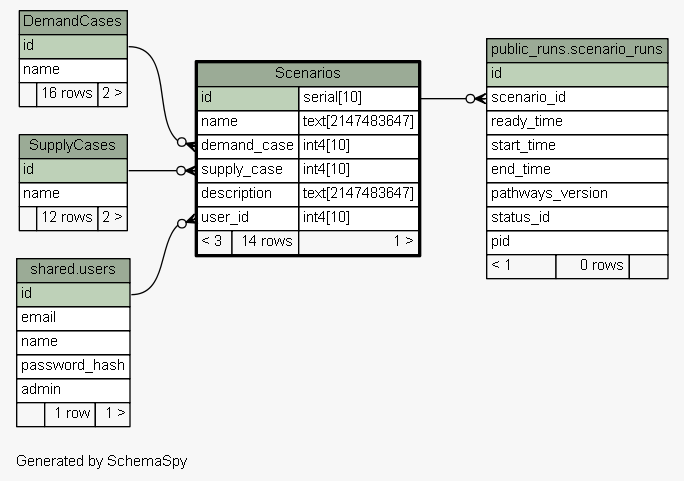 DemandCases
id
name
16 rows 2 >
SupplyCases
id
name
12 rows 2 >
shared.users
id
email
name
password_hash
admin
1 row 1 >
Scenarios
id serial[10]
name text[2147483647]
demand_case int4[10]
supply_case int4[10]
description text[2147483647]
user_id int4[10]
< 3 14 rows 1 >
public_runs.scenario_runs
id
scenario_id
ready_time
start_time
end_time
pathways_version
status_id
pid
< 1 0 rows
Generated by SchemaSpy